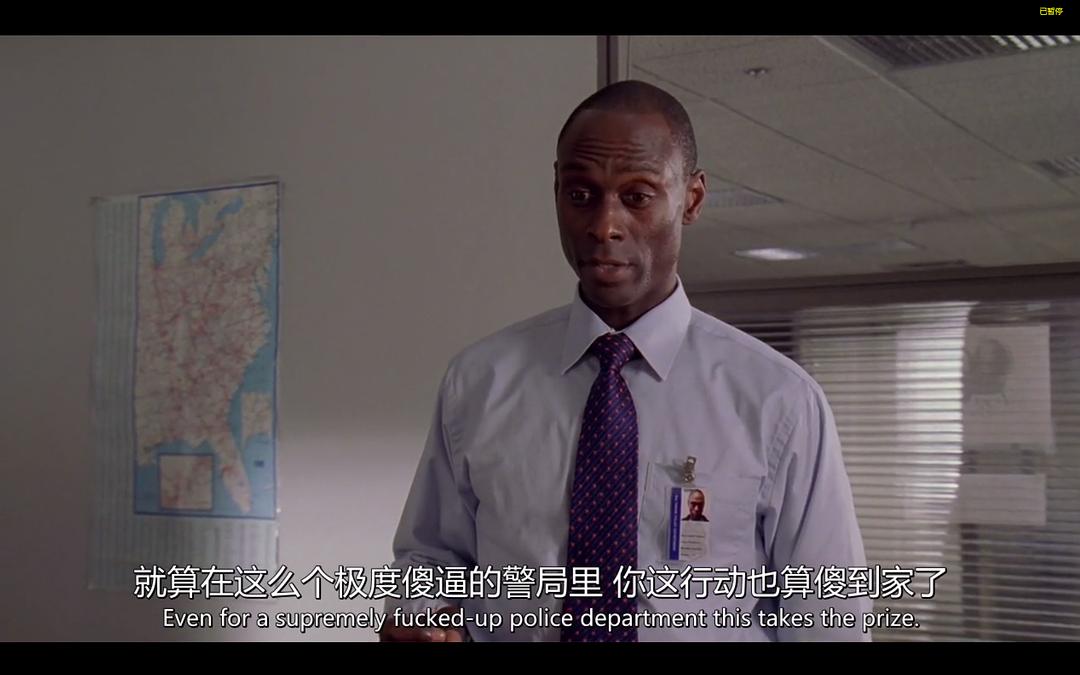 已暂停
就算在这么个极度傻逼的警局里 你这行动也算傻到家了
Even for a supremely fucked-up police department this takes the prize.